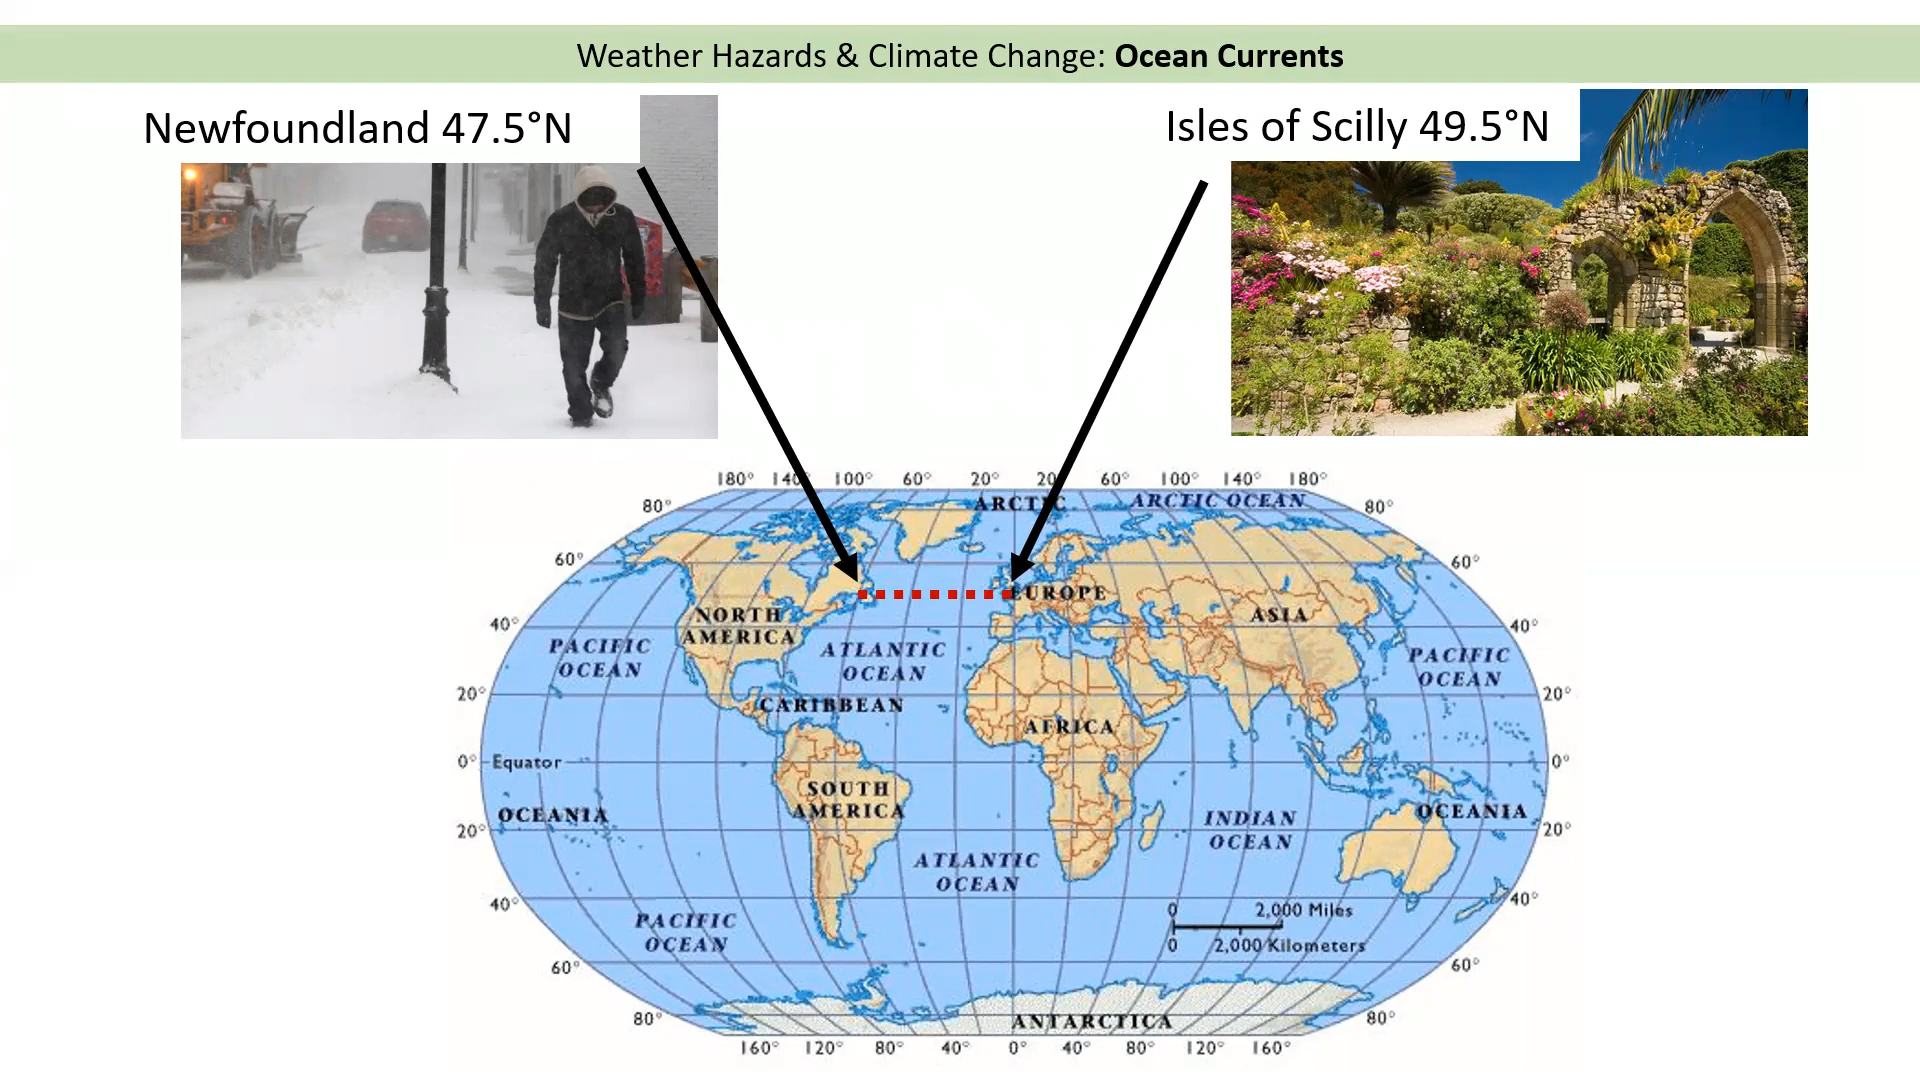 Weather Hazards & Climate Change: Ocean Currents
Newfoundland 47.5°N
Isles of Scilly 49.5°N
180° 140° 100° 60° 20° 20 60° 100° 140° 180°
80° ARCTIC ARCTIC OCEAN 80°
60° 60°
EUROPE
NORTH AMERICA
ASIA
40° 40°
PACIFIC OCEAN
ATLANTIC OCEAN
PACIFIC OCEAN
20° 20°
CARIBBEAN
AFRICA
0° Equator 0°
SOUTH AMERICA
OCEANIA
OCEANIA
INDIAN OCEAN
20° 20°
ATLANTIC OCEAN
40° 40°
PACIFIC OCEAN
0 2,000 Miles
0 2,000 Kilometers
60° 60°
80° ANTARCTICA 80°
160° 120° 80° 40° 0° 40° 80° 120° 160°